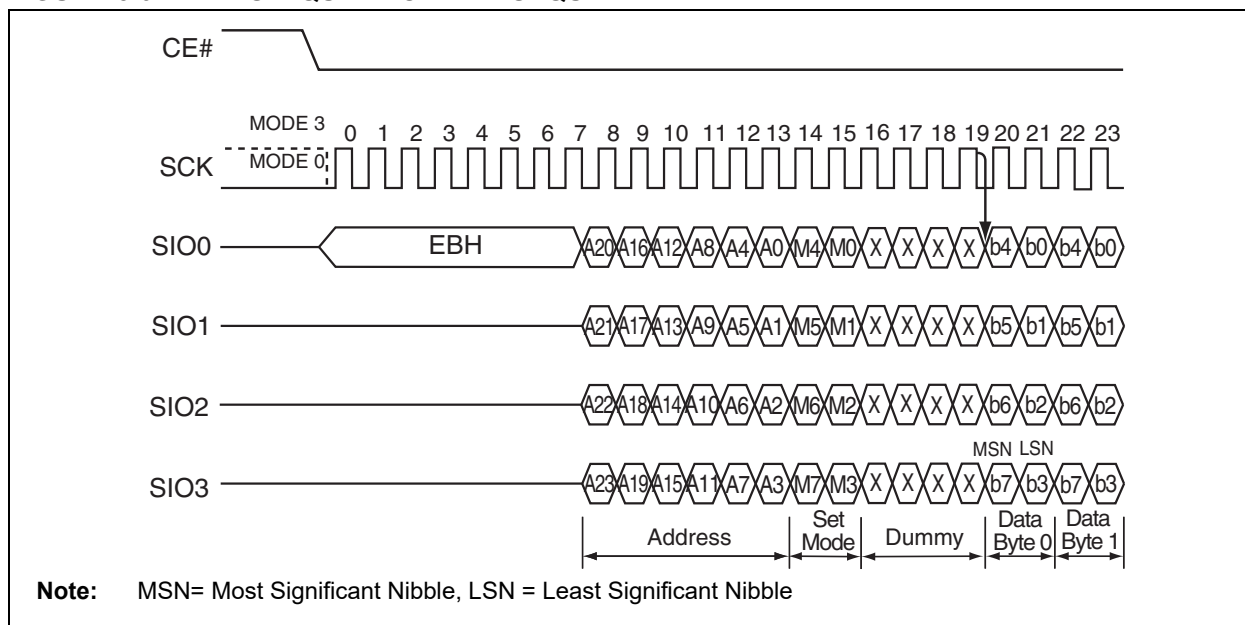 CE#
MODE 3
0 1 2 3 4 5 6 7 8 9 10 11 12 13 14 15 16 17 18 19 20 21 22 23
SCK
MODE 0
SIO0 EBH A20 A16 A12 A8 A4 A0 M4 M0 X X X X b4 b0 b4 b0
SIO1 A21 A17 A13 A9 A5 A1 M5 M1 X X X X b5 b1 b5 b1
SIO2 A22 A18 A14 A10 A6 A2 M6 M2 X X X X b6 b2 b6 b2
MSN LSN
SIO3 A23 A19 A15 A11 A7 A3 M7 M3 X X X X b7 b3 b7 b3
Address Set Mode Dummy Data Byte 0 Data Byte 1
Note: MSN= Most Significant Nibble, LSN = Least Significant Nibble